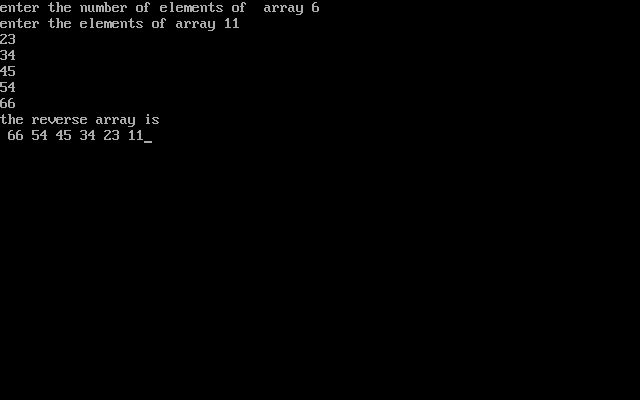 enter the number of elements of  array 6
enter the elements of array 11
23
34
45
54
66
the reverse array is
 66 54 45 34 23 11_